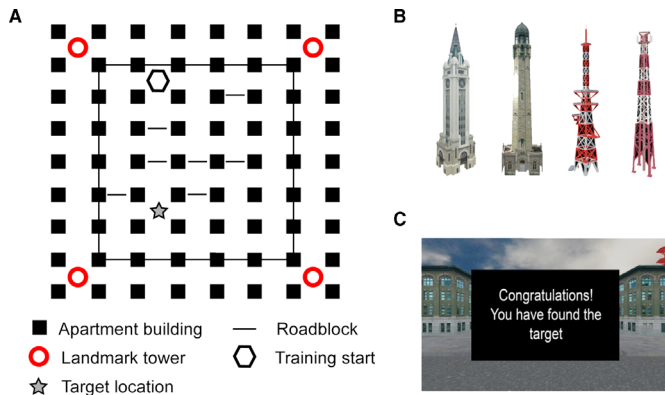 A
B
C
Congratulations!
You have found the
target
Apartment building
Roadblock
Landmark tower
Training start
Target location